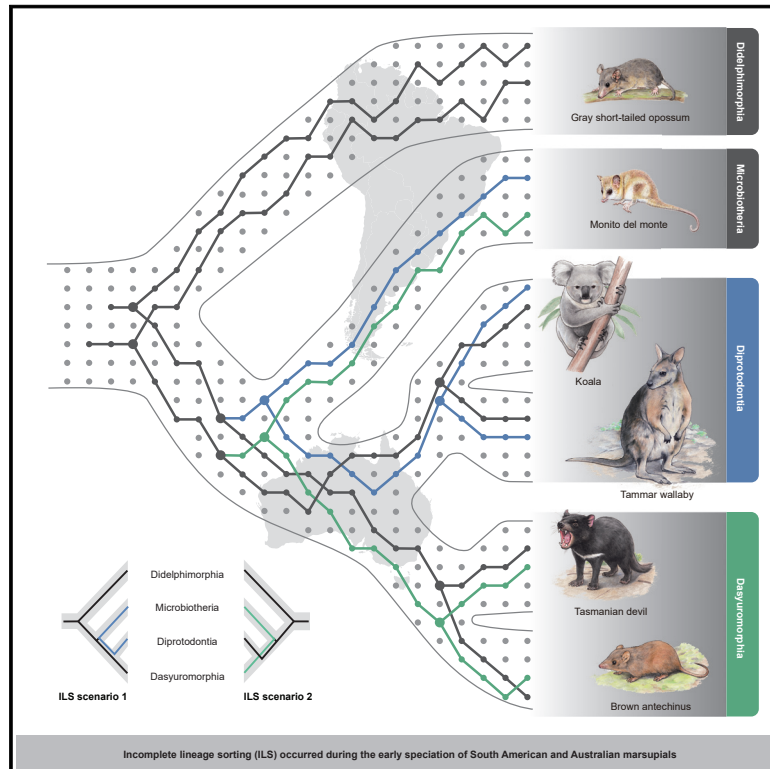 Didelphimorphia
Gray short-tailed opossum
Microbiotheria
Monito del monte
Diprotodontia
Koala
Tammar wallaby
Dasyuromorphia
Tasmanian devil
Brown antechinus
Didelphimorphia
Microbiotheria
Diprotodontia
Dasyuromorphia
ILS scenario 1
ILS scenario 2
Incomplete lineage sorting (ILS) occurred during the early speciation of South American and Australian marsupials